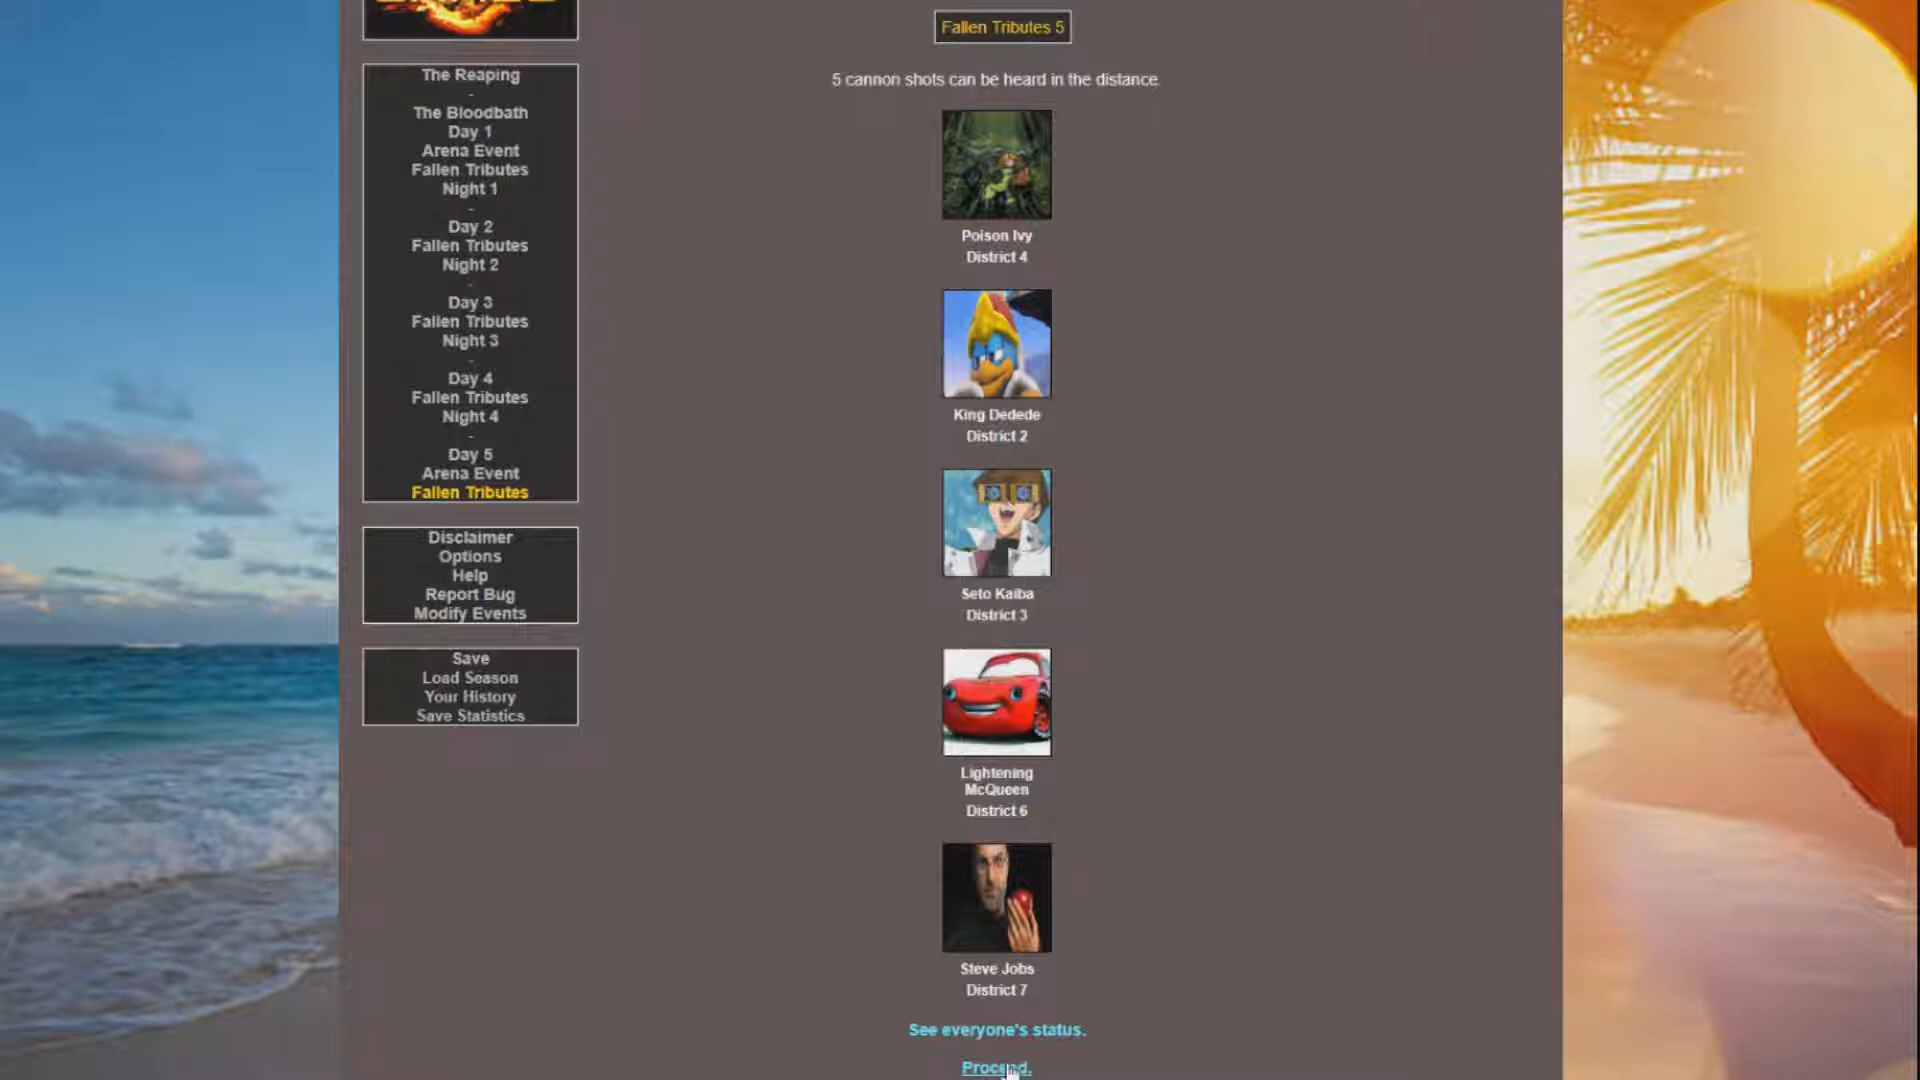 The Reaping
-
The Bloodbath
Day 1
Arena Event
Fallen Tributes
Night 1
-
Day 2
Fallen Tributes
Night 2
-
Day 3
Fallen Tributes
Night 3
-
Day 4
Fallen Tributes
Night 4
-
Day 5
Arena Event
Fallen Tributes
Disclaimer
Options
Help
Report Bug
Modify Events
Save
Load Season
Your History
Save Statistics
Fallen Tributes 5
5 cannon shots can be heard in the distance.
Poison Ivy
District 4
King Dedede
District 2
Seto Kaiba
District 3
Lightening
McQueen
District 6
Steve Jobs
District 7
See everyone's status.
Proceed.